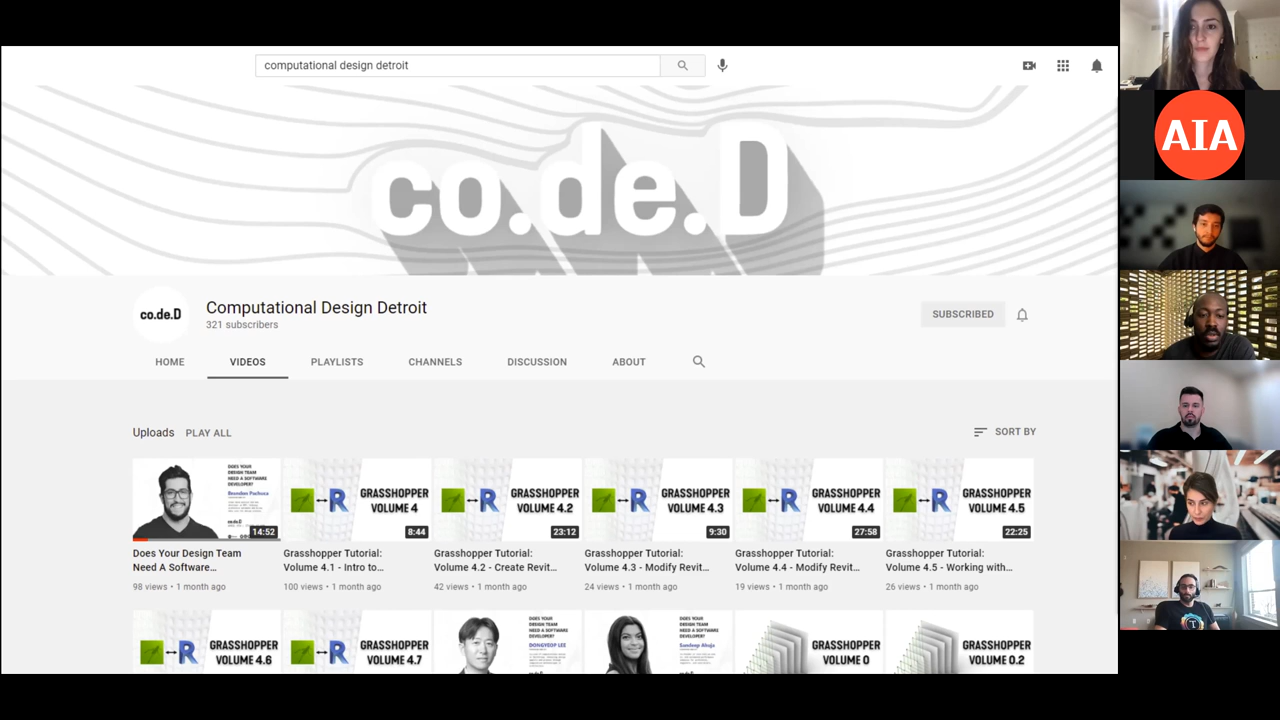 computational design detroit
co.de.D
co.de.D
Computational Design Detroit
321 subscribers
SUBSCRIBED
HOME
VIDEOS
PLAYLISTS
CHANNELS
DISCUSSION
ABOUT
Uploads
PLAY ALL
SORT BY
DOES YOUR
DESIGN TEAM
NEED A SOFTWARE
DEVELOPER?
Brendan Pachuca
14:52
R
GRASSHOPPER
VOLUME 4
8:44
R
GRASSHOPPER
VOLUME 4.2
23:12
R
GRASSHOPPER
VOLUME 4.3
9:30
R
GRASSHOPPER
VOLUME 4.4
27:58
R
GRASSHOPPER
VOLUME 4.5
22:25
Does Your Design Team
Need A Software...
98 views • 1 month ago
Grasshopper Tutorial:
Volume 4.1 - Intro to...
100 views • 1 month ago
Grasshopper Tutorial:
Volume 4.2 - Create Revit...
42 views • 1 month ago
Grasshopper Tutorial:
Volume 4.3 - Modify Revit...
24 views • 1 month ago
Grasshopper Tutorial:
Volume 4.4 - Modify Revit...
19 views • 1 month ago
Grasshopper Tutorial:
Volume 4.5 - Working with...
26 views • 1 month ago
R
GRASSHOPPER
VOLUME 4.6
R
GRASSHOPPER
VOLUME 4.7
DOES YOUR
DESIGN TEAM
NEED A SOFTWARE
DEVELOPER?
DONGYEOP LEE
DOES YOUR
DESIGN TEAM
NEED A SOFTWARE
DEVELOPER?
Sandeep Ahuja
GRASSHOPPER
VOLUME 0
GRASSHOPPER
VOLUME 0.2
AIA